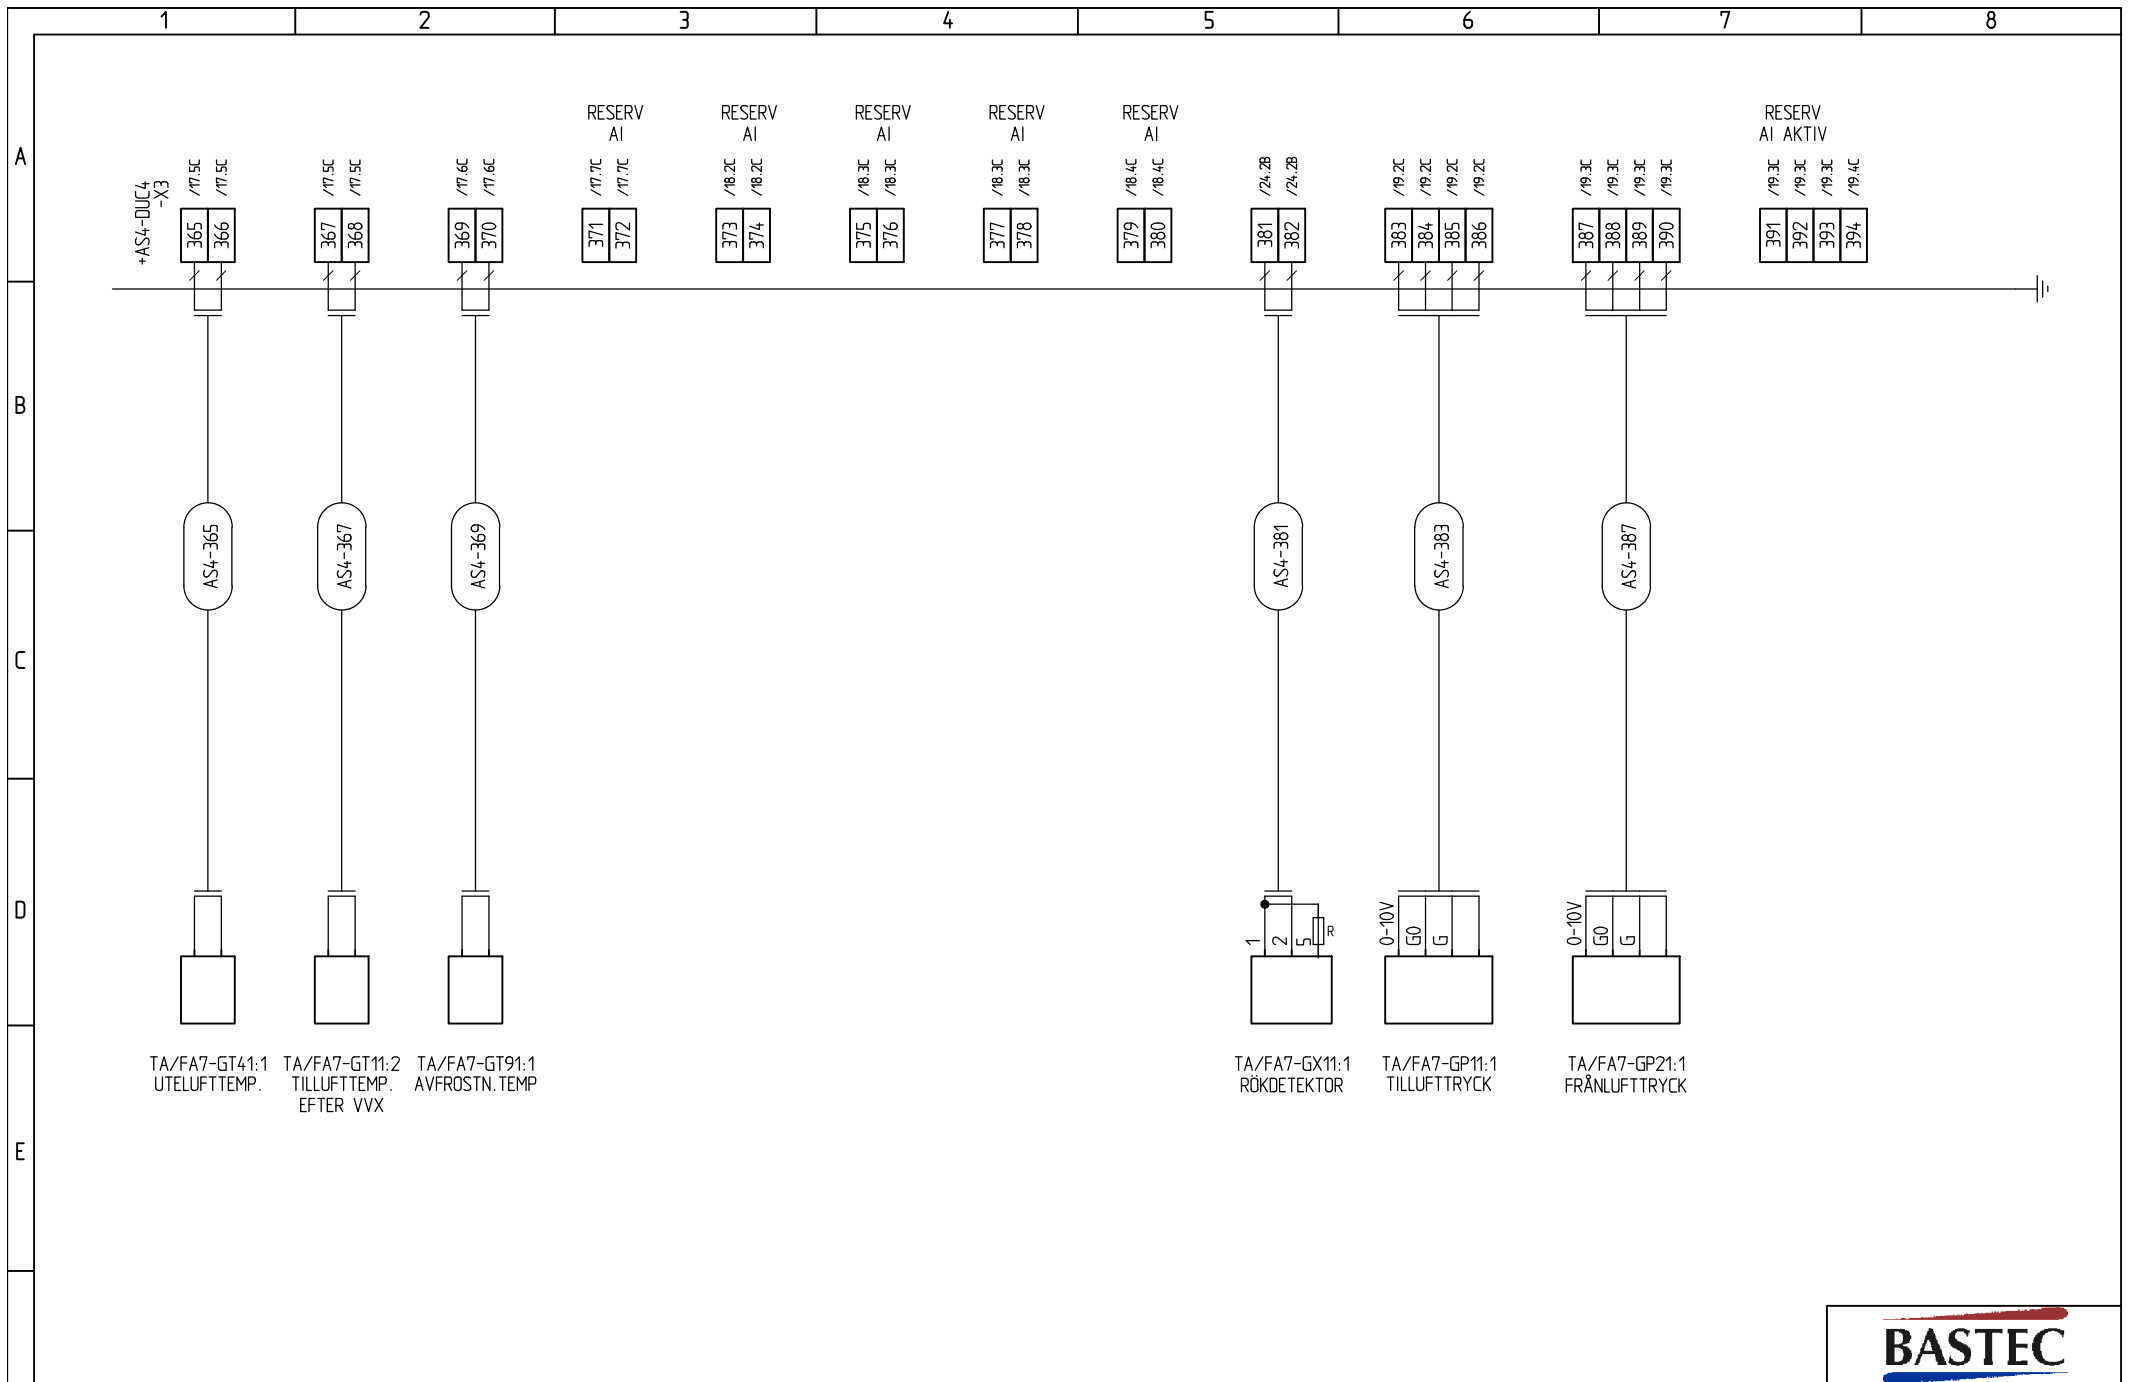 1 2 3 4 5 6 7 8
A
B
C
D
E
RESERV
AI
RESERV
AI
RESERV
AI
RESERV
AI
RESERV
AI
RESERV
AI AKTIV
+AS4-DUC4
-X3
/17.5C /17.5C /17.5C /17.5C /17.6C /17.6C /17.7C /17.7C /18.2C /18.2C /18.3C /18.3C /18.3C /18.3C /18.4C /18.4C /24.2B /24.2B /19.2C /19.2C /19.2C /19.2C /19.3C /19.3C /19.3C /19.3C /19.3C /19.3C /19.3C /19.4C
365 366 367 368 369 370 371 372 373 374 375 376 377 378 379 380 381 382 383 384 385 386 387 388 389 390 391 392 393 394
AS4-365 AS4-367 AS4-369 AS4-381 AS4-383 AS4-387
1 2 5 R
0-10V G0 G
0-10V G0 G
TA/FA7-GT41:1
UTELUFTTEMP.
TA/FA7-GT11:2
TILLUFTTEMP.
EFTER VVX
TA/FA7-GT91:1
AVFROSTN.TEMP
TA/FA7-GX11:1
RÖKDETEKTOR
TA/FA7-GP11:1
TILLUFTTRYCK
TA/FA7-GP21:1
FRÅNLUFTTRYCK
BASTEC